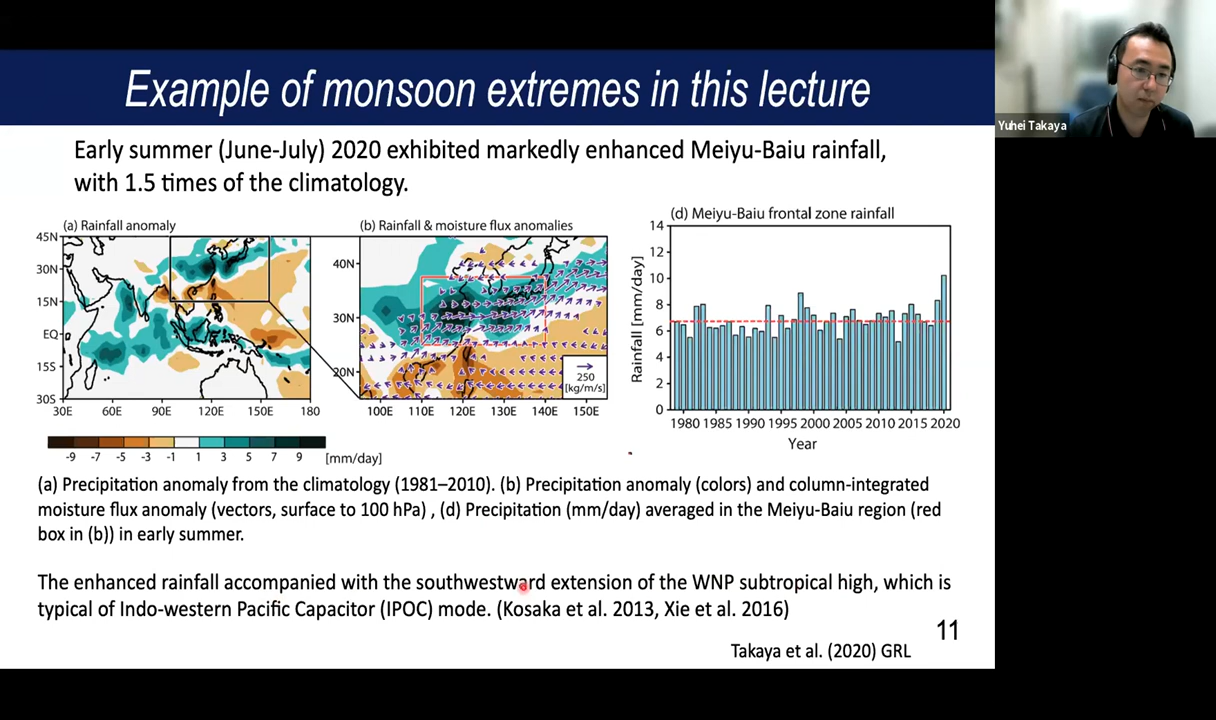 Example of monsoon extremes in this lecture
Yuhei Takaya
Early summer (June-July) 2020 exhibited markedly enhanced Meiyu-Baiu rainfall,
with 1.5 times of the climatology.
(a) Rainfall anomaly
45N
30N
15N
EQ
15S
30S
30E 60E 90E 120E 150E 180
-9 -7 -5 -3 -1 1 3 5 7 9 [mm/day]
(b) Rainfall & moisture flux anomalies
40N
30N
20N
250
[kg/m/s]
100E 110E 120E 130E 140E 150E
(d) Meiyu-Baiu frontal zone rainfall
Rainfall [mm/day]
14
12
10
8
6
4
2
0
1980 1985 1990 1995 2000 2005 2010 2015 2020
Year
(a) Precipitation anomaly from the climatology (1981–2010). (b) Precipitation anomaly (colors) and column-integrated
moisture flux anomaly (vectors, surface to 100 hPa) , (d) Precipitation (mm/day) averaged in the Meiyu-Baiu region (red
box in (b)) in early summer.
The enhanced rainfall accompanied with the southwestward extension of the WNP subtropical high, which is
typical of Indo-western Pacific Capacitor (IPOC) mode. (Kosaka et al. 2013, Xie et al. 2016)
11
Takaya et al. (2020) GRL